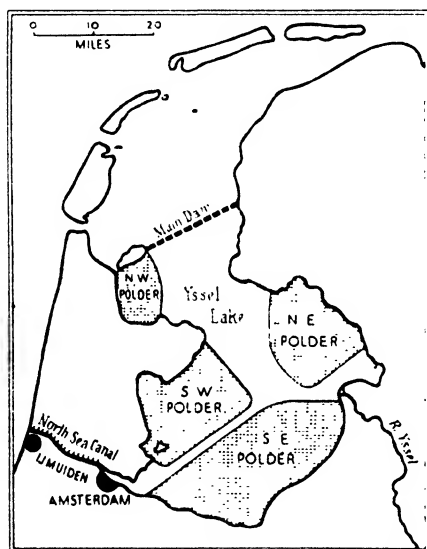 0 10 20
MILES
Main Dam
N W
POLDER
Yssel
Lake
N E
POLDER
S W
POLDER
North Sea Canal
IJMUIDEN
S E
POLDER
R. Yssel
AMSTERDAM